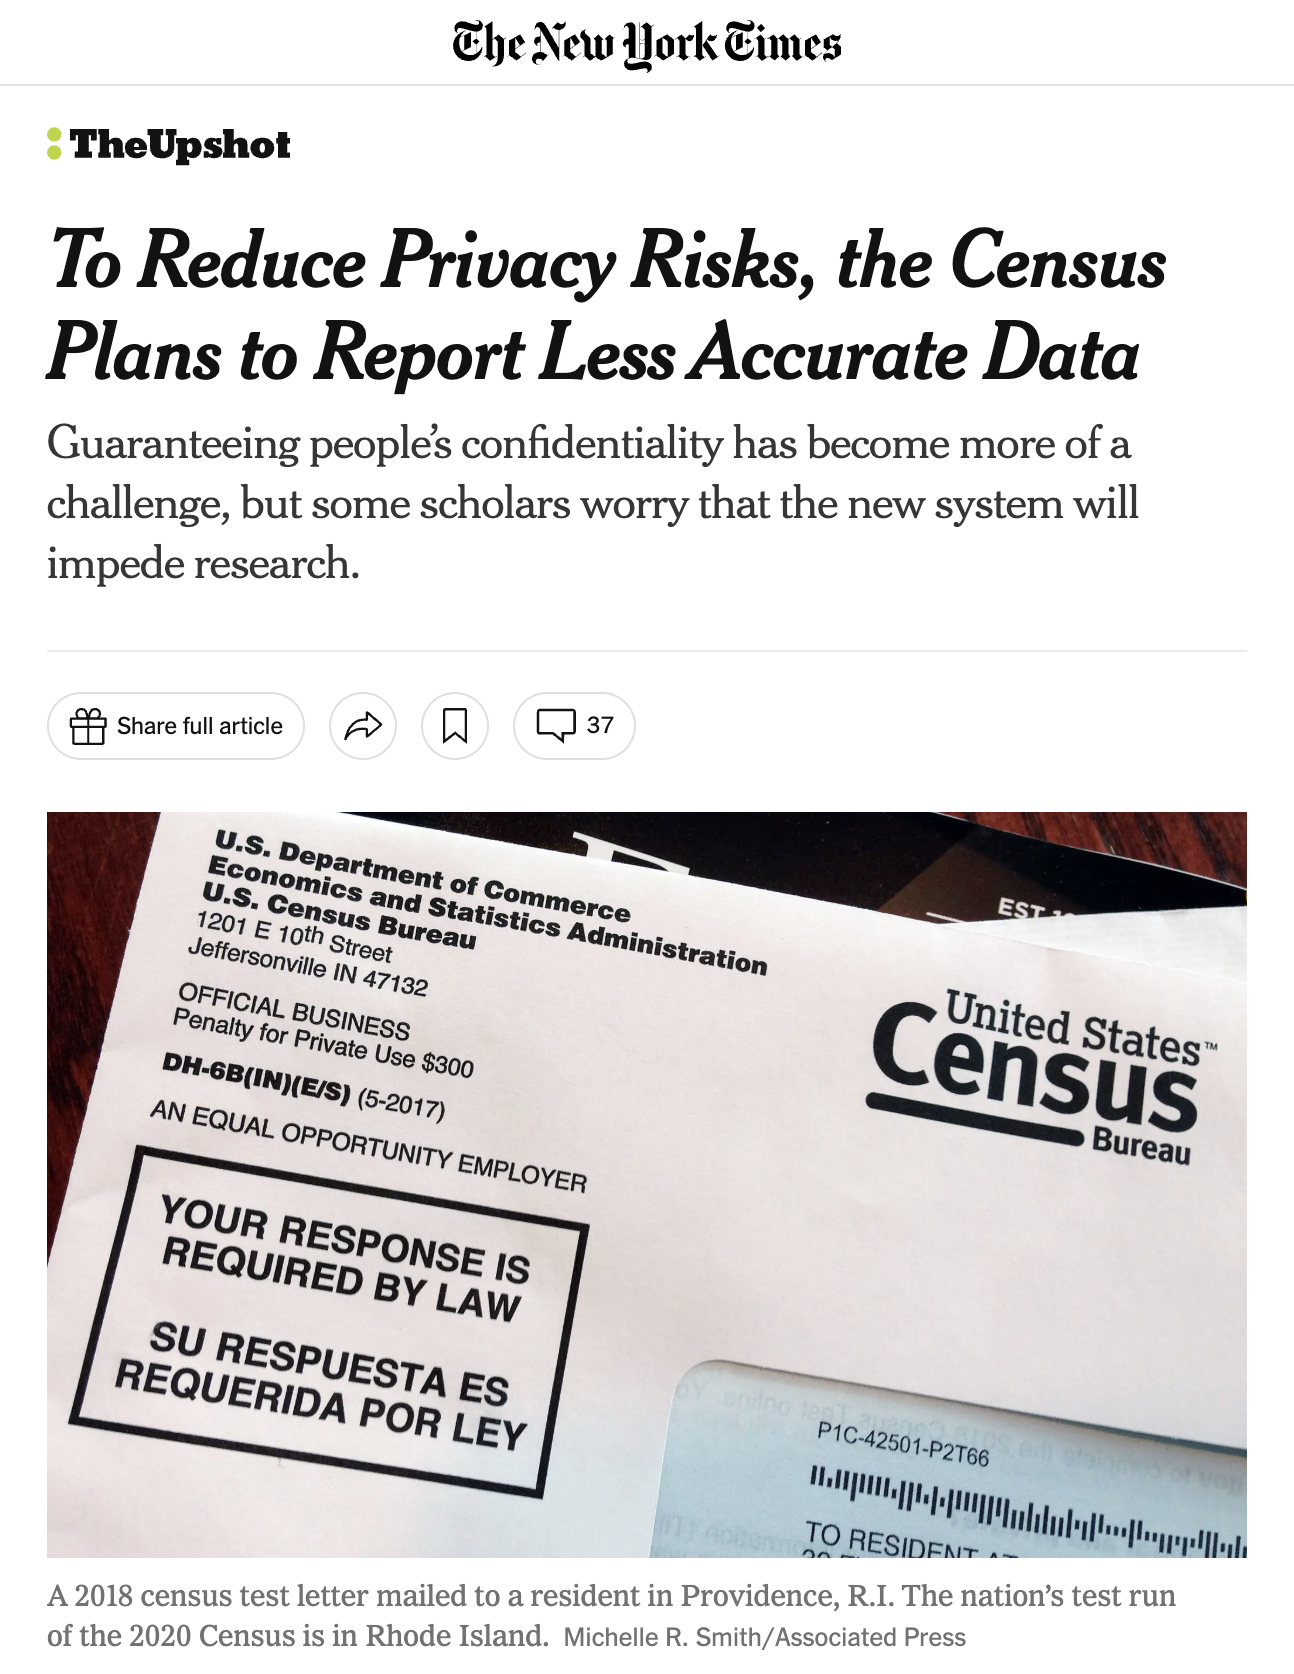 The New York Times
TheUpshot
To Reduce Privacy Risks, the Census
Plans to Report Less Accurate Data
Guaranteeing people's confidentiality has become more of a
challenge, but some scholars worry that the new system will
impede research.
Share full article
37
EST.
U.S. Department of Commerce
Economics and Statistics Administration
U.S. Census Bureau
1201 E 10th Street
Jeffersonville IN 47132
OFFICIAL BUSINESS
Penalty for Private Use $300
DH-6B(IN)(E/S) (5-2017)
AN EQUAL OPPORTUNITY EMPLOYER
United States™
Census
Bureau
YOUR RESPONSE IS
REQUIRED BY LAW
SU RESPUESTA ES
REQUERIDA POR LEY
P1C-42501-P2T66
TO RESIDENT
A 2018 census test letter mailed to a resident in Providence, R.I. The nation's test run
of the 2020 Census is in Rhode Island. Michelle R. Smith/Associated Press